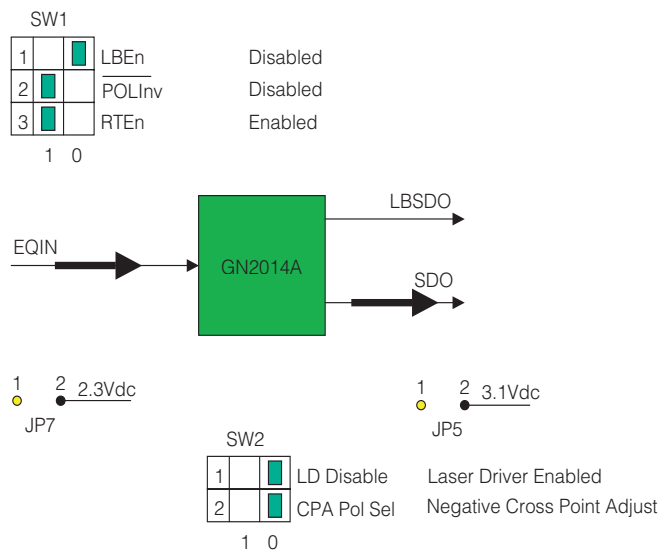 SW1
1 LBEn Disabled
2 POLInv Disabled
3 RTEn Enabled
1 0
LBSDO
EQIN
GN2014A
SDO
1 2 2.3Vdc
JP7
1 2 3.1Vdc
JP5
SW2
1 LD Disable Laser Driver Enabled
2 CPA Pol Sel Negative Cross Point Adjust
1 0